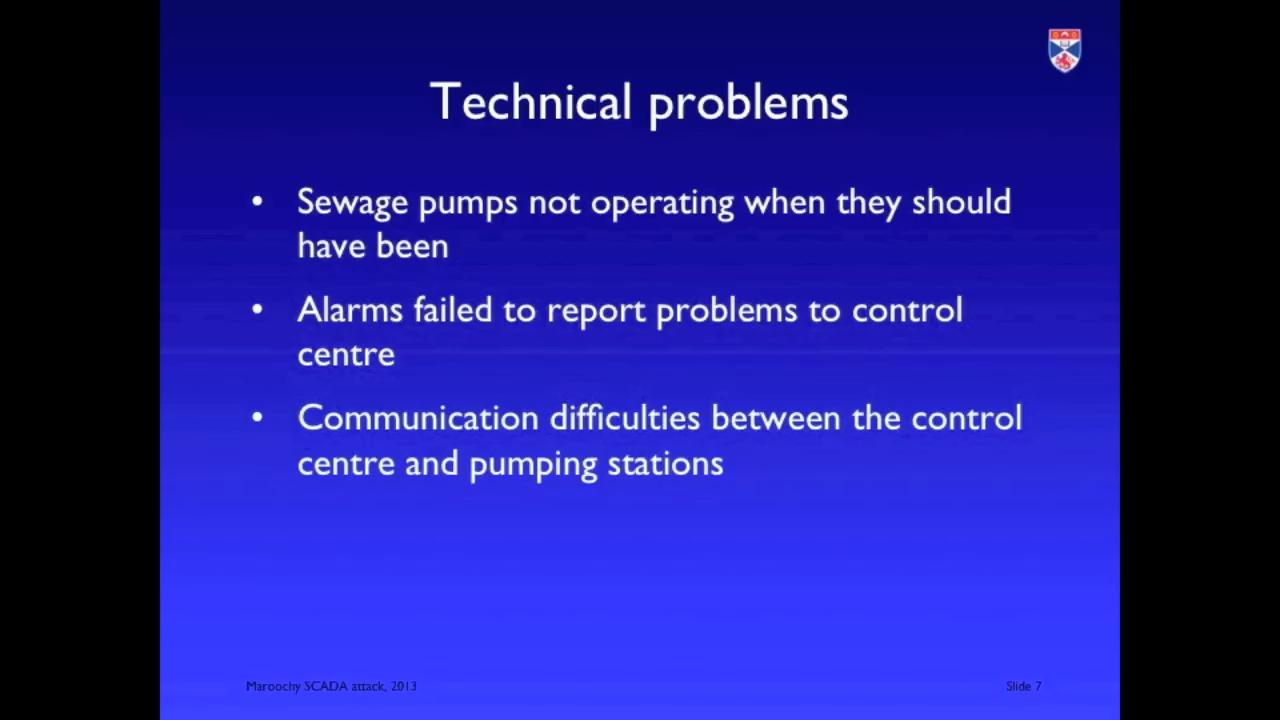 Technical problems
• Sewage pumps not operating when they should
have been
• Alarms failed to report problems to control
centre
• Communication difficulties between the control
centre and pumping stations
Maroochy SCADA attack, 2013
Slide 7